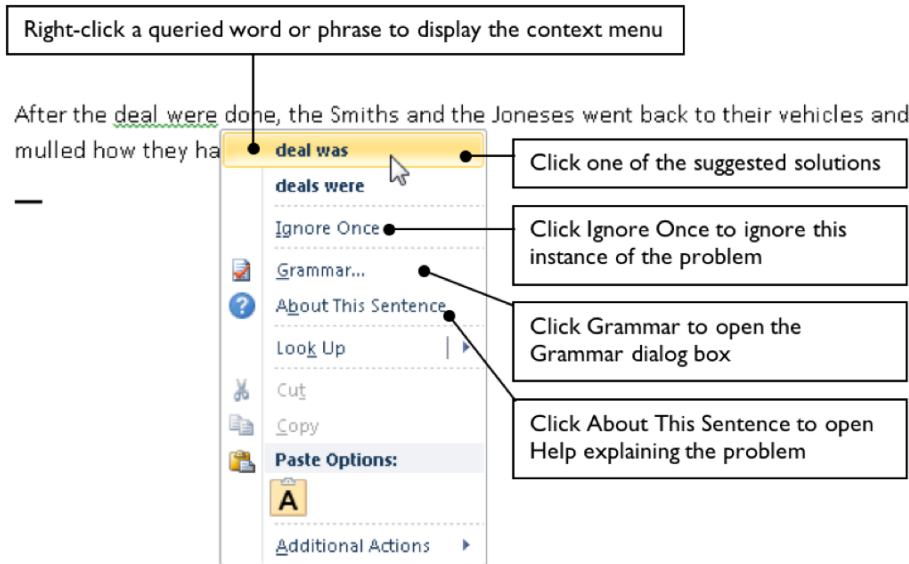 Right-click a queried word or phrase to display the context menu
After the deal were done, the Smiths and the Joneses went back to their vehicles and
mulled how they ha
deal was
Click one of the suggested solutions
deals were
Ignore Once
Click Ignore Once to ignore this
instance of the problem
Grammar...
About This Sentence
Click Grammar to open the
Grammar dialog box
Look Up
Cut
Copy
Click About This Sentence to open
Help explaining the problem
Paste Options:
A
Additional Actions